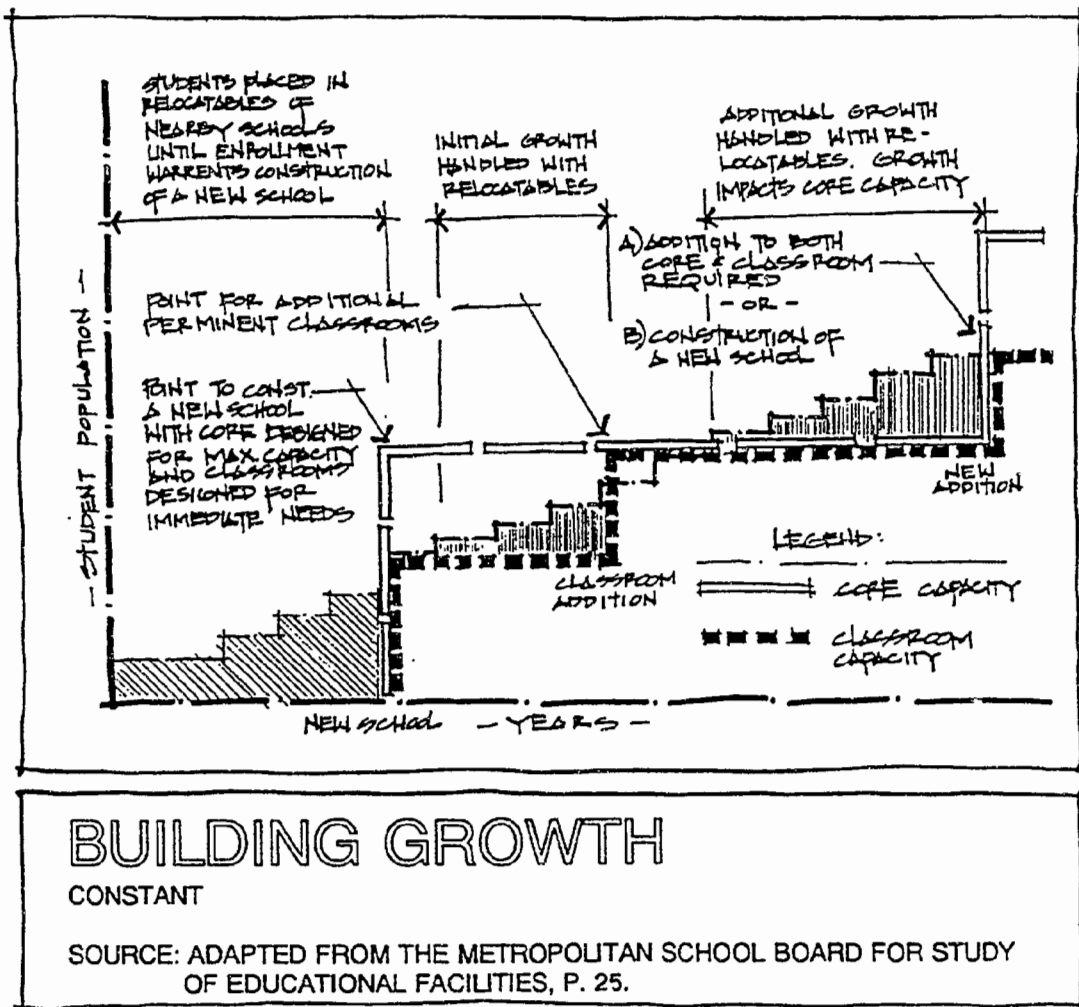 STUDENTS PLACED IN
RELOCATABLES OF
NEARBY SCHOOLS
UNTIL ENROLLMENT
WARRENTS CONSTRUCTION
OF A NEW SCHOOL
INITIAL GROWTH
HANDLED WITH
RELOCATABLES
ADDITIONAL GROWTH
HANDLED WITH RE-
LOCATABLES. GROWTH
IMPACTS CORE CAPACITY
A) ADDITION TO BOTH
CORE & CLASSROOM
REQUIRED
- OR -
B) CONSTRUCTION OF
A NEW SCHOOL
POINT FOR ADDITIONAL
PERMINENT CLASSROOMS
POINT TO CONST.
A NEW SCHOOL
WITH CORE DESIGNED
FOR MAX. CAPACITY
AND CLASSROOMS
DESIGNED FOR
IMMEDIATE NEEDS
- STUDENT POPULATION -
CLASSROOM
ADDITION
NEW
ADDITION
LEGEND:
CORE CAPACITY
CLASSROOM
CAPACITY
NEW SCHOOL - YEARS -
BUILDING GROWTH
CONSTANT
SOURCE: ADAPTED FROM THE METROPOLITAN SCHOOL BOARD FOR STUDY
OF EDUCATIONAL FACILITIES, P. 25.